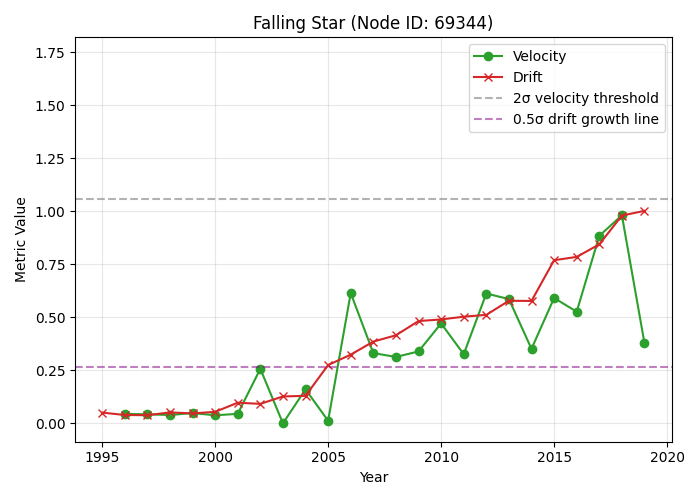 Falling Star (Node ID: 69344)
Velocity
Drift
2σ velocity threshold
0.5σ drift growth line
Metric Value
1.75
1.50
1.25
1.00
0.75
0.50
0.25
0.00
1995
2000
2005
2010
2015
2020
Year